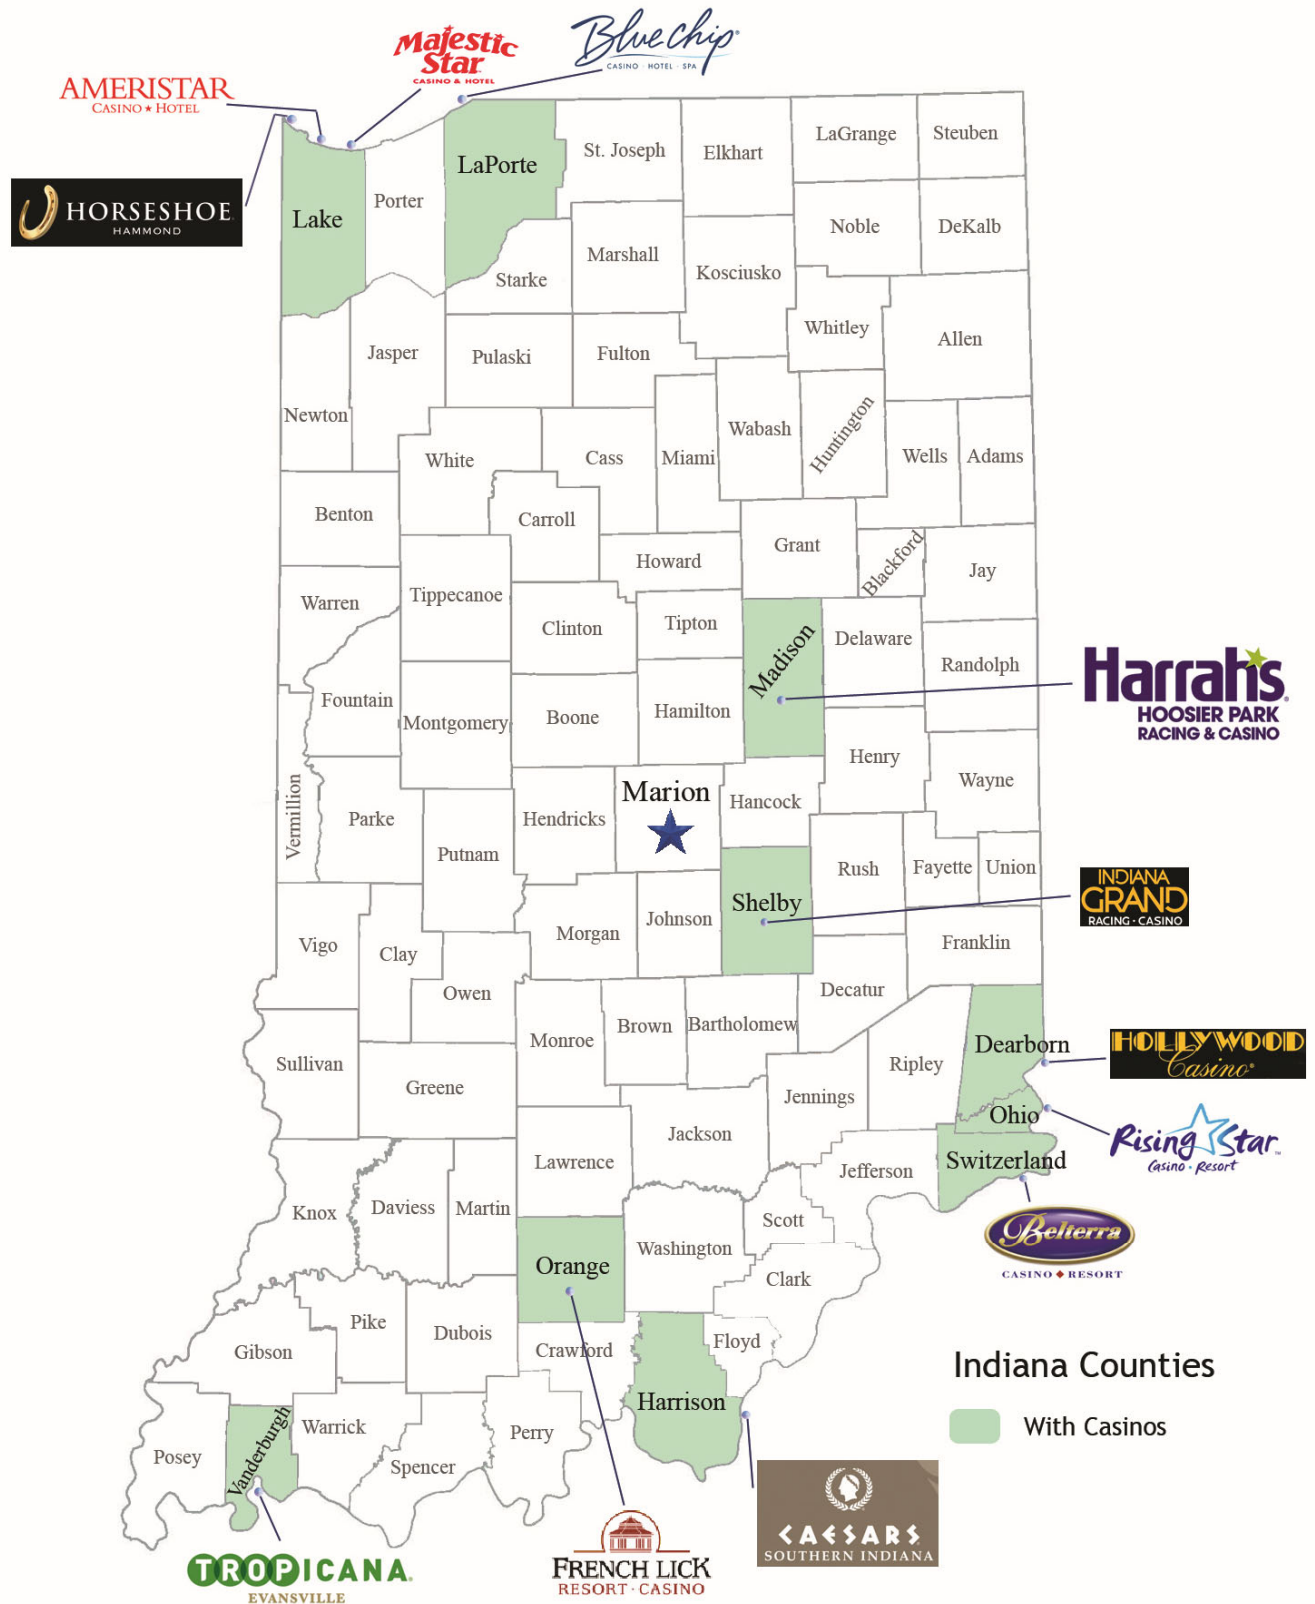 Blue Chip
CASINO · HOTEL · SPA
Majestic
Star
CASINO & HOTEL
AMERISTAR
CASINO ★ HOTEL
HORSESHOE
HAMMOND
LaPorte
St. Joseph
Elkhart
LaGrange
Steuben
Lake
Porter
Starke
Marshall
Kosciusko
Noble
DeKalb
Whitley
Allen
Jasper
Pulaski
Fulton
Newton
White
Cass
Miami
Wabash
Huntington
Wells
Adams
Benton
Carroll
Howard
Grant
Blackford
Jay
Warren
Tippecanoe
Clinton
Tipton
Madison
Delaware
Randolph
Harrah's
HOOSIER PARK
RACING & CASINO
Fountain
Montgomery
Boone
Hamilton
Henry
Wayne
Vermillion
Parke
Putnam
Hendricks
Marion
Hancock
Rush
Fayette
Union
INDIANA
GRAND
RACING · CASINO
Shelby
Vigo
Clay
Owen
Morgan
Johnson
Franklin
Decatur
Sullivan
Greene
Monroe
Brown
Bartholomew
Jennings
Ripley
Dearborn
HOLLYWOOD
Casino
Ohio
Rising Star
Casino · Resort
Switzerland
Belterra
CASINO ◆ RESORT
Knox
Daviess
Martin
Lawrence
Jackson
Jefferson
Scott
Orange
Washington
Clark
Gibson
Pike
Dubois
Crawford
Floyd
Harrison
Posey
Vanderburgh
Warrick
Spencer
Perry
Indiana Counties
With Casinos
CAESARS
SOUTHERN INDIANA
FRENCH LICK
RESORT · CASINO
TROPICANA
EVANSVILLE